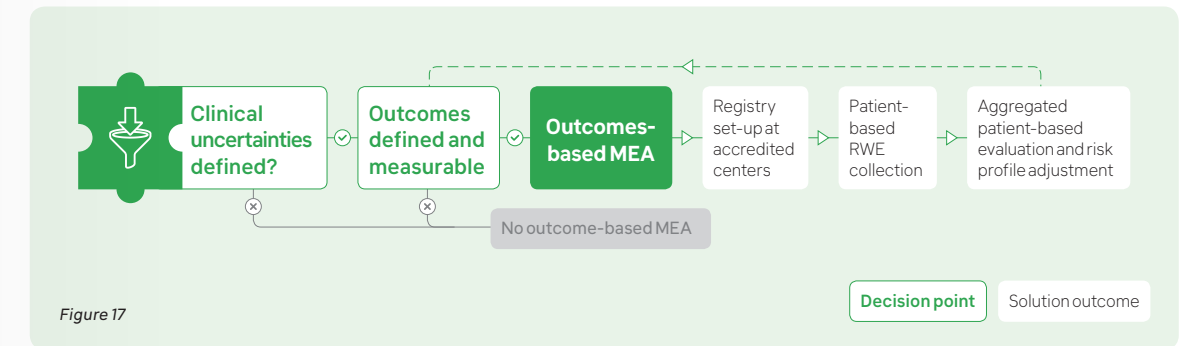 Clinical
uncertainties
defined?
Outcomes
defined and
measurable
Outcomes-
based MEA
Registry
set-up at
accredited
centers
Patient-
based
RWE
collection
Aggregated
patient-based
evaluation and risk
profile adjustment
No outcome-based MEA
Decision point
Solution outcome
Figure 17